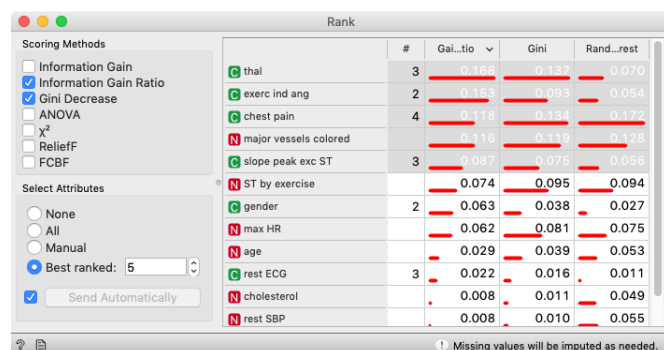 Rank
Scoring Methods
Information Gain
Information Gain Ratio
Gini Decrease
ANOVA
χ²
ReliefF
FCBF
Select Attributes
None
All
Manual
Best ranked: 5
Send Automatically
# Gai...tio Gini Rand...rest
C thal 3 0.168 0.137 0.070
C exerc ind ang 2 0.153 0.093 0.054
C chest pain 4 0.118 0.134 0.172
N major vessels colored 0.116 0.119 0.128
C slope peak exc ST 3 0.087 0.075 0.056
N ST by exercise 0.074 0.095 0.094
C gender 2 0.063 0.038 0.027
N max HR 0.062 0.081 0.075
N age 0.029 0.039 0.053
C rest ECG 3 0.022 0.016 0.011
N cholesterol 0.008 0.011 0.049
N rest SBP 0.008 0.010 0.055
? ! Missing values will be imputed as needed.